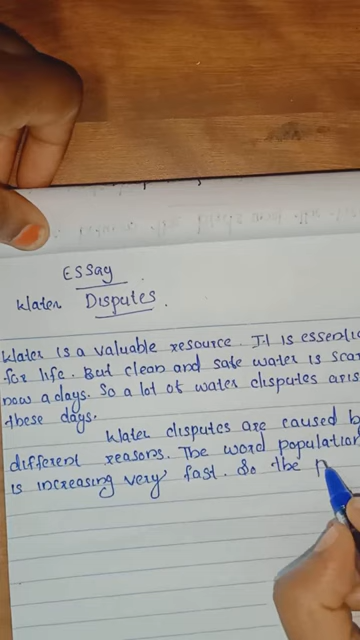 Essay
Water Disputes.
Water is a valuable resource. It is essentia
for life. But clean and safe water is scar
now a days. So a lot of water disputes aris
these days.
Water disputes are caused b
different reasons. The word population
is increasing very fast. So the p